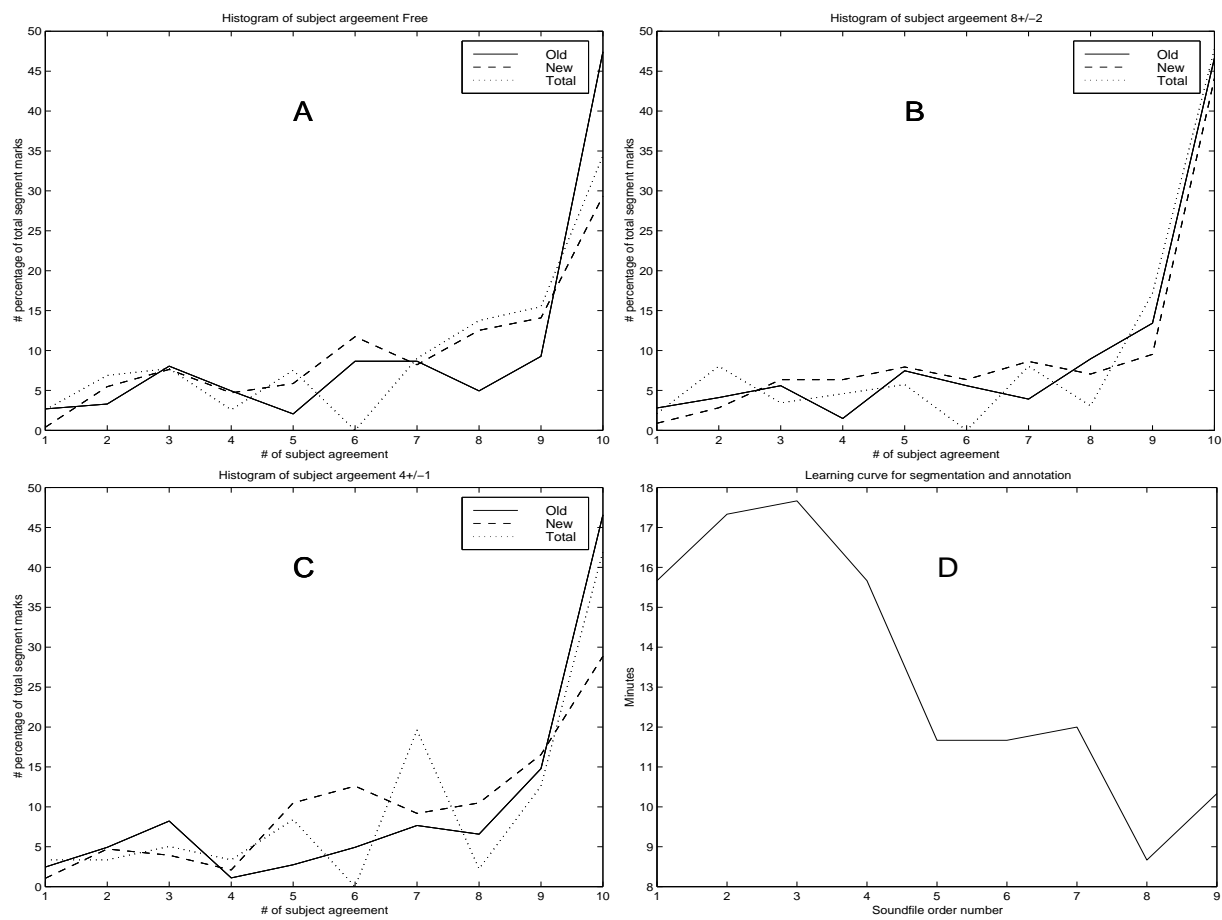 Histogram of subject argeement Free
50
45
40
35
30
25
20
15
10
5
0
# percentage of total segment marks
Old
New
Total
A
1 2 3 4 5 6 7 8 9 10
# of subject agreement
Histogram of subject argeement 8+/−2
50
45
40
35
30
25
20
15
10
5
0
# percentage of total segment marks
Old
New
Total
B
1 2 3 4 5 6 7 8 9 10
# of subject agreement
Histogram of subject argeement 4+/−1
50
45
40
35
30
25
20
15
10
5
0
# percentage of total segment marks
Old
New
Total
C
1 2 3 4 5 6 7 8 9 10
# of subject agreement
Learning curve for segmentation and annotation
18
17
16
15
14
13
12
11
10
9
8
Minutes
D
1 2 3 4 5 6 7 8 9
Soundfile order number